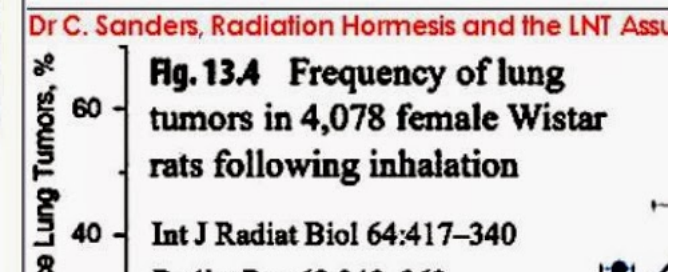 Dr C. Sanders, Radiation Hormesis and the LNT
Fig. 13.4 Frequency of lung
tumors in 4,078 female Wistar
rats following inhalation
Int J Radiat Biol 64:417–340
Lung Tumors, %
60
40